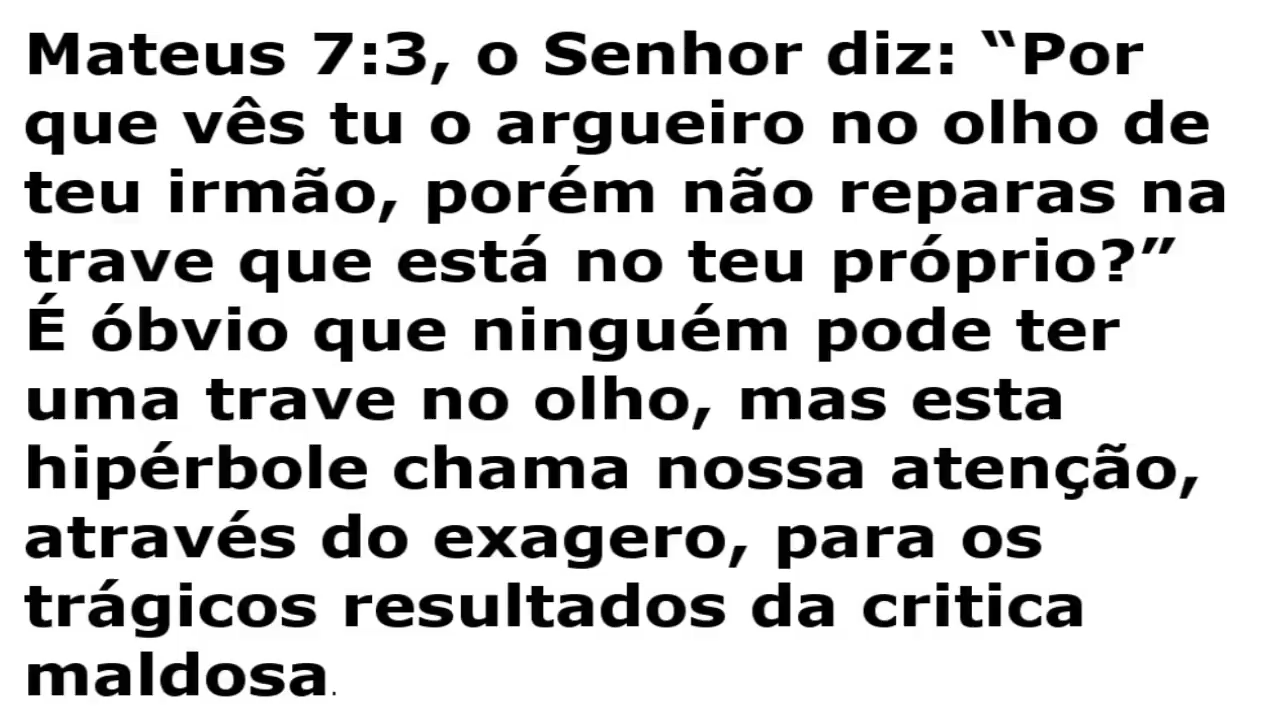 Mateus 7:3, o Senhor diz: “Por
que vês tu o argueiro no olho de
teu irmão, porém não reparas na
trave que está no teu próprio?”
É óbvio que ninguém pode ter
uma trave no olho, mas esta
hipérbole chama nossa atenção,
através do exagero, para os
trágicos resultados da critica
maldosa.